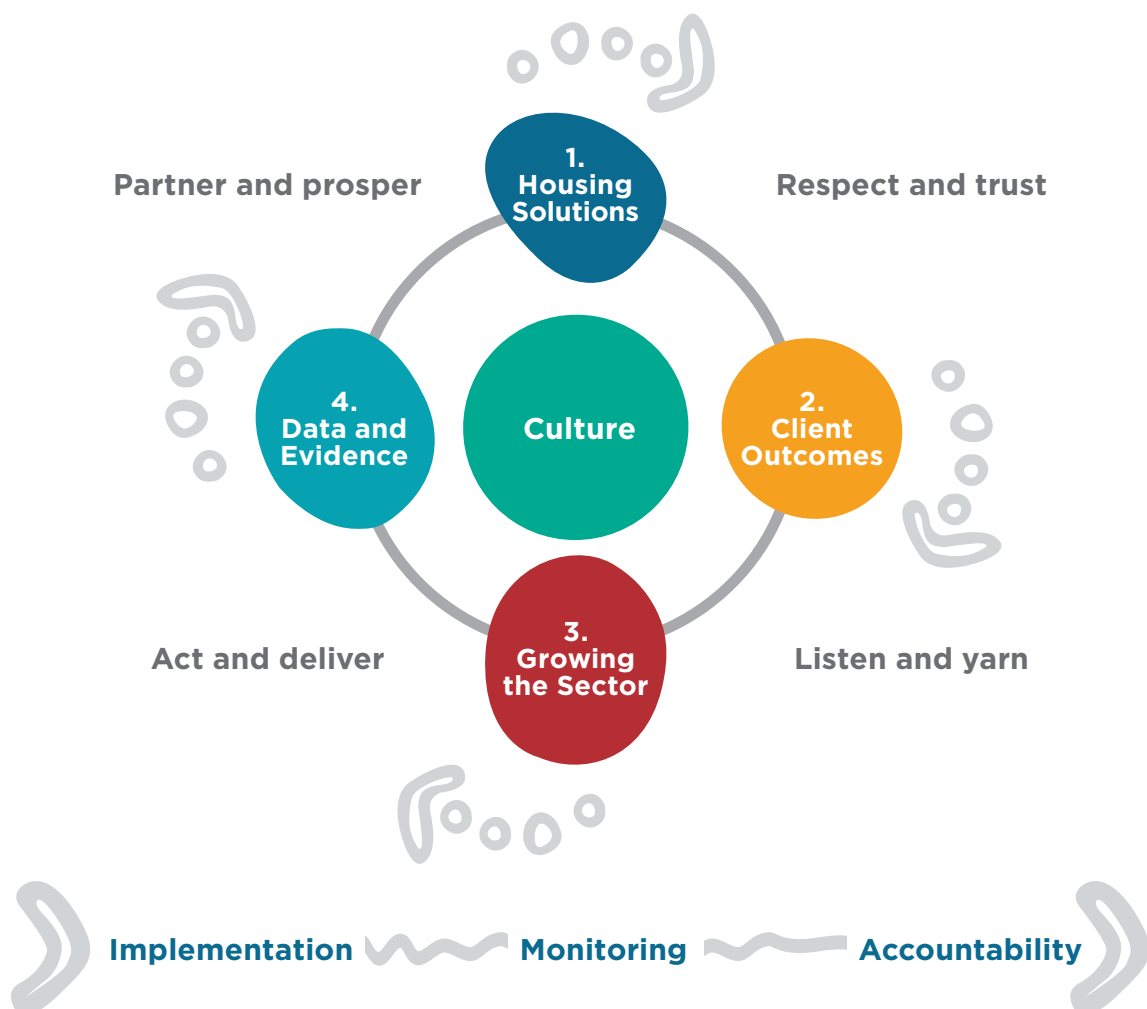 1.
Housing
Solutions
Partner and prosper
Respect and trust
4.
Data and
Evidence
Culture
2.
Client
Outcomes
Act and deliver
3.
Growing
the Sector
Listen and yarn
Implementation
Monitoring
Accountability